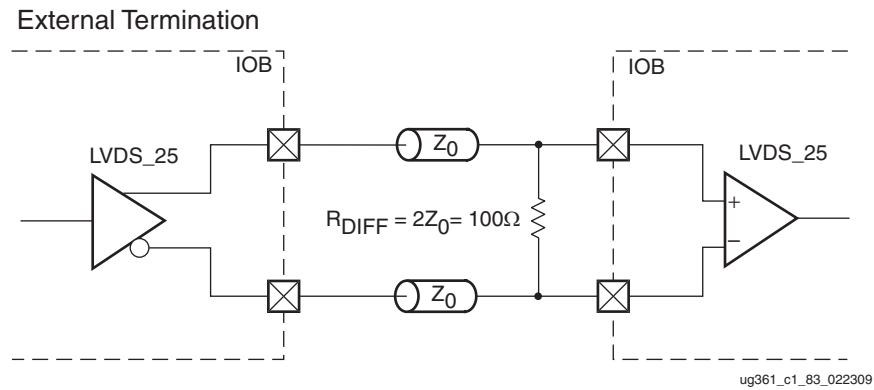 External Termination
IOB
IOB
LVDS_25
Z0
LVDS_25
+
RDIFF = 2Z0= 100Ω
–
Z0
ug361_c1_83_022309